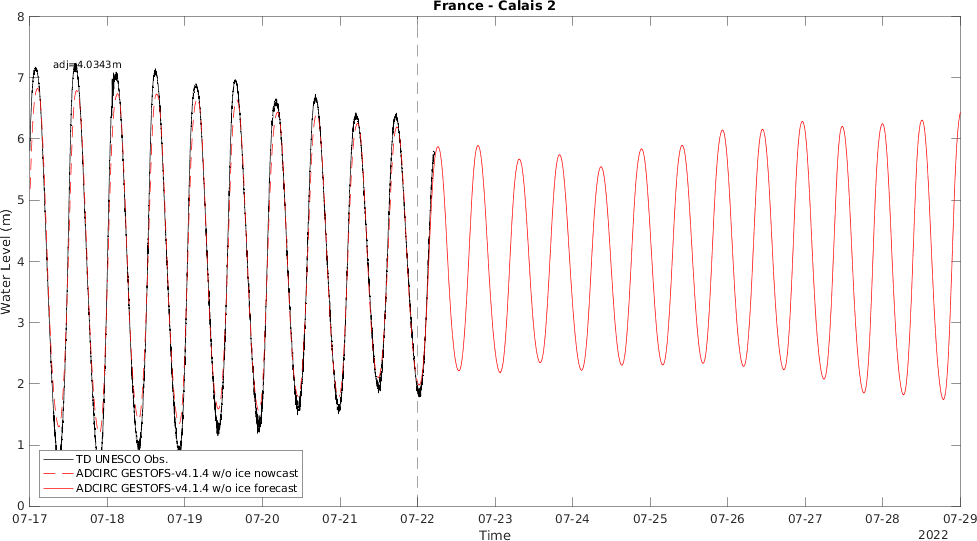 France - Calais 2
8
adj=4.0343m
7
6
5
4
3
2
1
0
Water Level (m)
TD UNESCO Obs.
ADCIRC GESTOFS-v4.1.4 w/o ice nowcast
ADCIRC GESTOFS-v4.1.4 w/o ice forecast
07-17 07-18 07-19 07-20 07-21 07-22 07-23 07-24 07-25 07-26 07-27 07-28 07-29
Time
2022